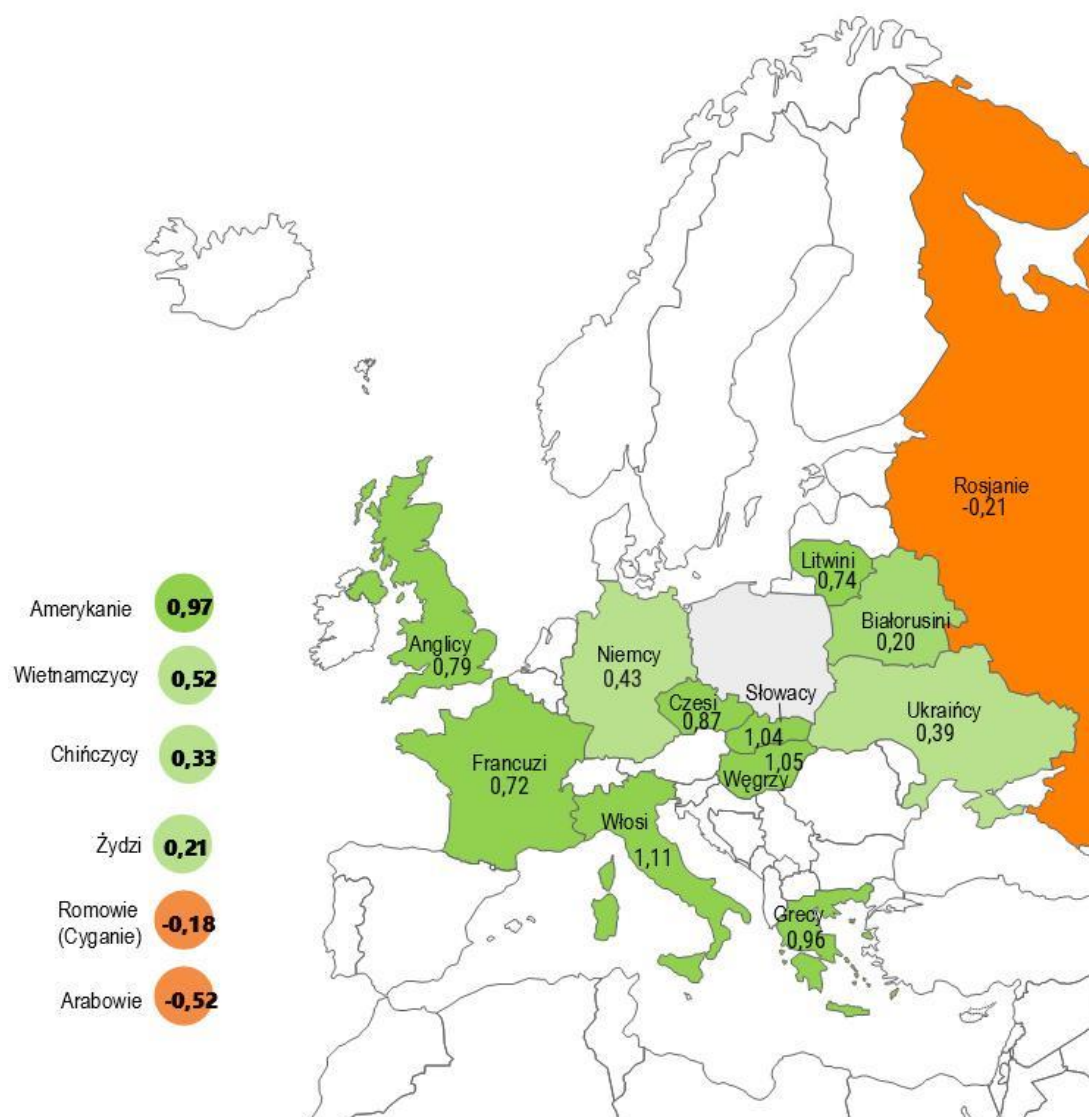 Rosjanie
-0,21
Litwini
0,74
Białorusini
0,20
Amerykanie 0,97
Anglicy
0,79
Niemcy
0,43
Wietnamczycy 0,52
Słowacy
Czesi
0,87
Ukraińcy
0,39
1,04
Chińczycy 0,33
Francuzi
0,72
1,05
Węgrzy
Włosi
1,11
Żydzi 0,21
Romowie
(Cyganie)
-0,18
Grecy
0,96
Arabowie -0,52